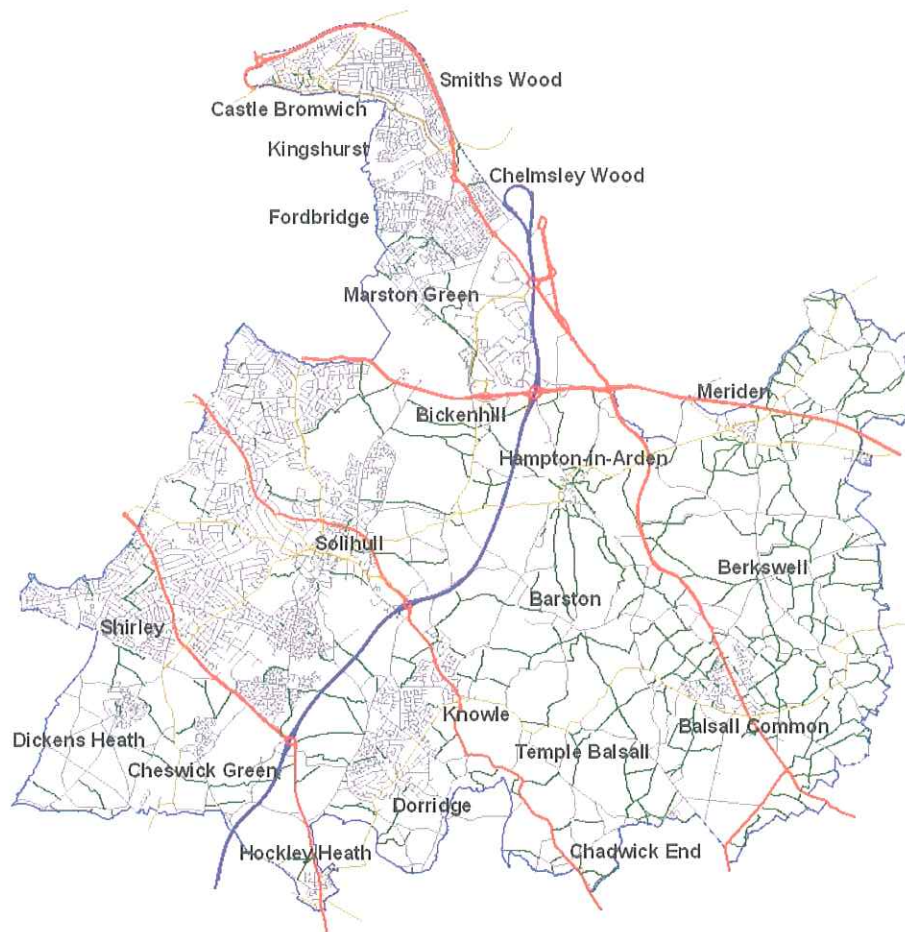 Smiths Wood
Castle Bromwich
Kingshurst
Chelmsley Wood
Fordbridge
Marston Green
Meriden
Bickenhill
Hampton-in-Arden
Solihull
Berkswell
Barston
Shirley
Knowle
Balsall Common
Dickens Heath
Temple Balsall
Cheswick Green
Dorridge
Hockley Heath
Chadwick End